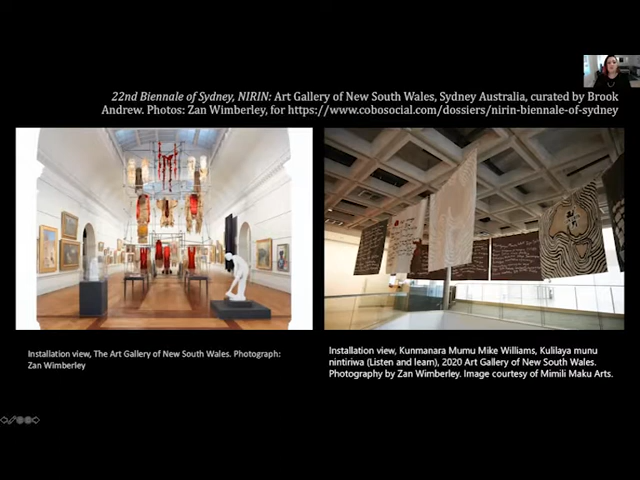 22nd Biennale of Sydney, NIRIN: Art Gallery of New South Wales, Sydney Australia, curated by Brook
Andrew. Photos: Zan Wimberley, for https://www.cobosocial.com/dossiers/nirin-biennale-of-sydney
Installation view, The Art Gallery of New South Wales. Photograph:
Zan Wimberley
Installation view, Kunmanara Mumu Mike Williams, Kulilaya munu
nintiriwa (Listen and learn), 2020 Art Gallery of New South Wales.
Photography by Zan Wimberley. Image courtesy of Mimili Maku Arts.